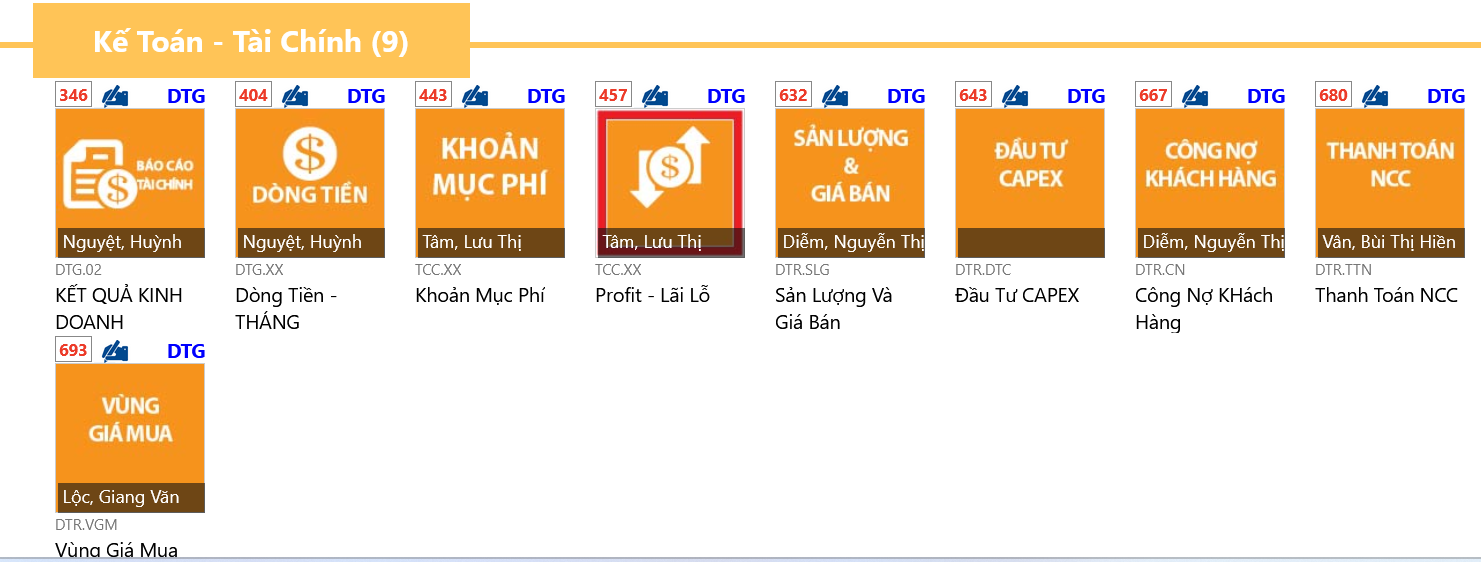 Kế Toán - Tài Chính (9)
346 DTG
BÁO CÁO
TÀI CHÍNH
Nguyệt, Huỳnh
DTG.02
KẾT QUẢ KINH
DOANH
404 DTG
DÒNG TIỀN
Nguyệt, Huỳnh
DTG.XX
Dòng Tiền -
THÁNG
443 DTG
KHOẢN
MỤC PHÍ
Tâm, Lưu Thị
TCC.XX
Khoản Mục Phí
457 DTG
Tâm, Lưu Thị
TCC.XX
Profit - Lãi Lỗ
632 DTG
SẢN LƯỢNG
&
GIÁ BÁN
Diễm, Nguyễn Thị
DTR.SLG
Sản Lượng Và
Giá Bán
643 DTG
ĐẦU TƯ
CAPEX
DTR.DTC
Đầu Tư CAPEX
667 DTG
CÔNG NỢ
KHÁCH HÀNG
Diễm, Nguyễn Thị
DTR.CN
Công Nợ KHách
Hàng
680 DTG
THANH TOÁN
NCC
Vân, Bùi Thị Hiền
DTR.TTN
Thanh Toán NCC
693 DTG
VÙNG
GIÁ MUA
Lộc, Giang Văn
DTR.VGM
Vùng Giá Mua